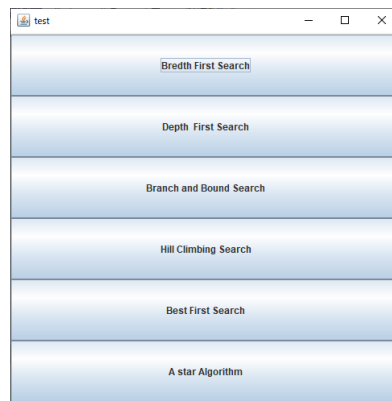 test
Bredth First Search
Depth  First Search
Branch and Bound Search
Hill Climbing Search
Best First Search
A star Algorithm